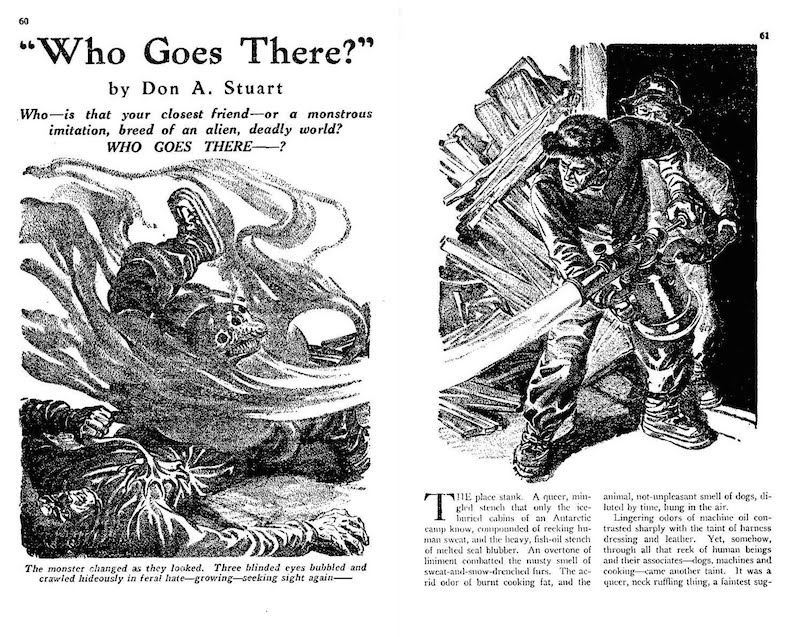 60
“Who Goes There?”
by Don A. Stuart
Who—is that your closest friend—or a monstrous
imitation, breed of an alien, deadly world?
WHO GOES THERE——?
The monster changed as they looked. Three blinded eyes bubbled and
crawled hideously in feral hate—growing—seeking sight again——
61
THE place stank. A queer, min-
gled stench that only the ice-
buried cabins of an Antarctic
camp know, compounded of reeking hu-
man sweat, and the heavy, fish-oil stench
of melted seal blubber. An overtone of
liniment combatted the musty smell of
sweat-and-snow-drenched furs. The ac-
rid odor of burnt cooking fat, and the
animal, not-unpleasant smell of dogs, di-
luted by time, hung in the air.
Lingering odors of machine oil con-
trasted sharply with the taint of harness
dressing and leather. Yet, somehow,
through all that reek of human beings
and their associates—dogs, machines and
cooking—came another taint. It was a
queer, neck ruffling thing, a faintest sug-